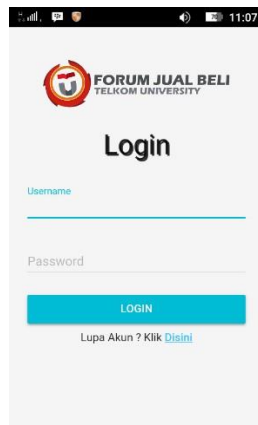 11:07
FORUM JUAL BELI
TELKOM UNIVERSITY
Login
Username
Password
LOGIN
Lupa Akun ? Klik Disini